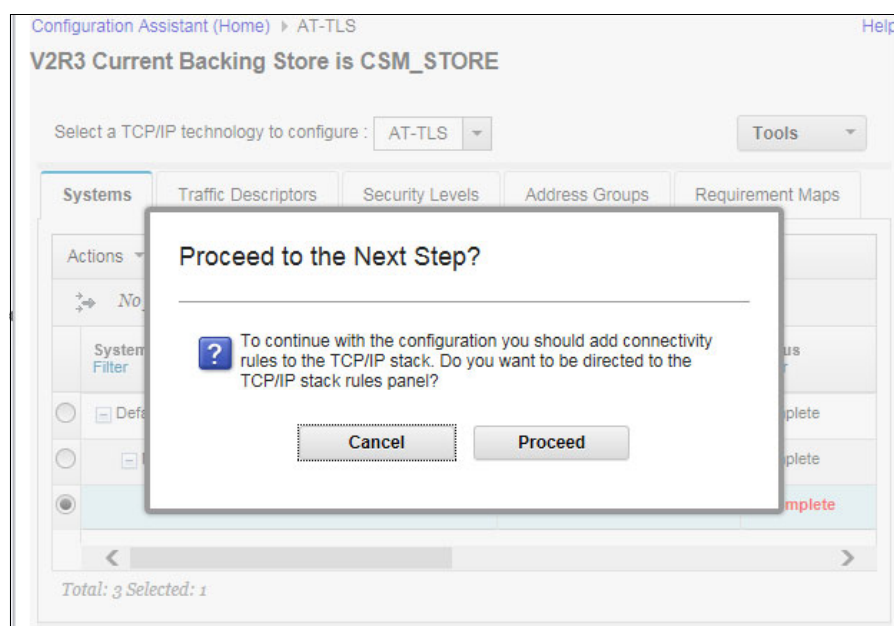 Configuration Assistant (Home) ▸ AT-TLS
Help
V2R3 Current Backing Store is CSM_STORE
Select a TCP/IP technology to configure : AT-TLS
Tools
Systems Traffic Descriptors Security Levels Address Groups Requirement Maps
Actions
No
Proceed to the Next Step?
To continue with the configuration you should add connectivity
rules to the TCP/IP stack. Do you want to be directed to the
TCP/IP stack rules panel?
Cancel Proceed
System
Filter
Total: 3 Selected: 1